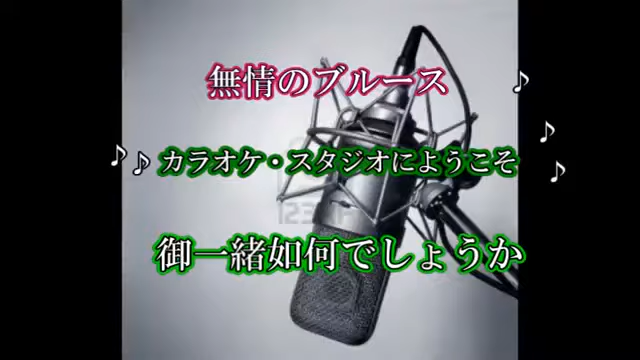 無情のブルース
カラオケ・スタジオにようこそ
御一緒如何でしょうか